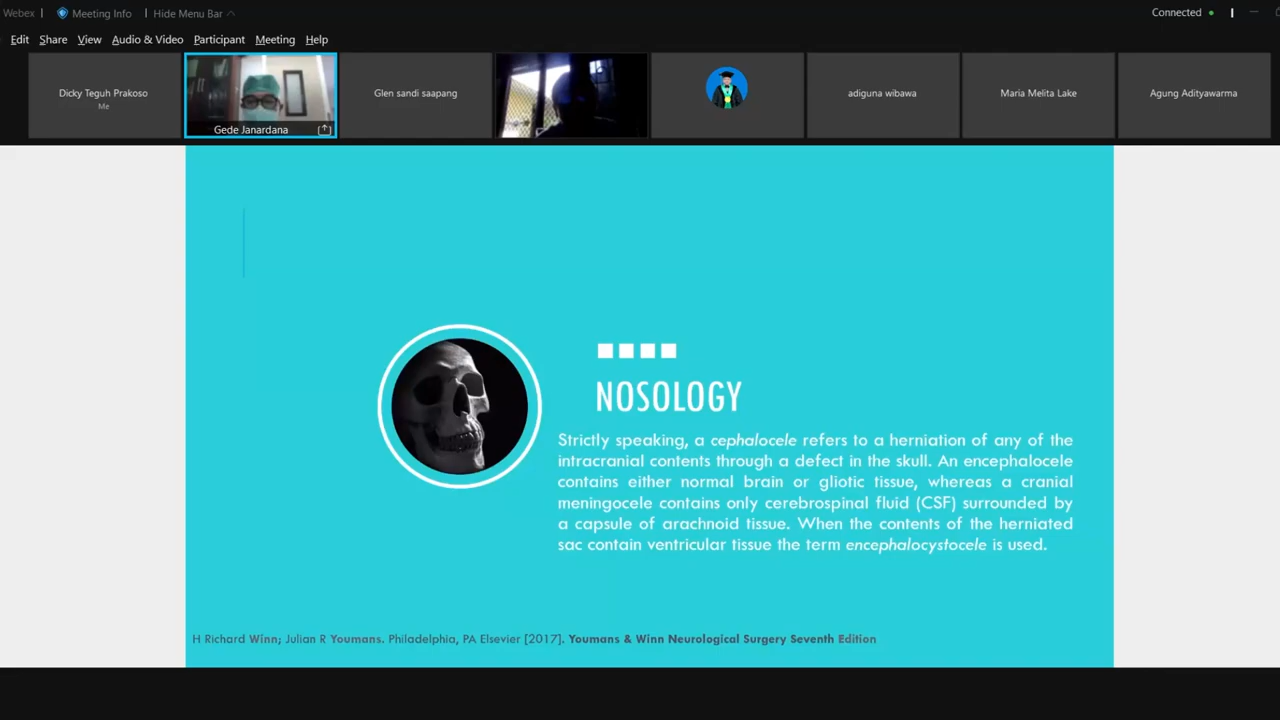 Webex
Meeting Info
Hide Menu Bar
Connected
Edit Share View Audio & Video Participant Meeting Help
Dicky Teguh Prakoso
Me
Gede Janardana
Glen sandi saapang
adiguna wibawa
Maria Melita Lake
Agung Adityawarma
NOSOLOGY
Strictly speaking, a cephalocele refers to a herniation of any of the
intracranial contents through a defect in the skull. An encephalocele
contains either normal brain or gliotic tissue, whereas a cranial
meningocele contains only cerebrospinal fluid (CSF) surrounded by
a capsule of arachnoid tissue. When the contents of the herniated
sac contain ventricular tissue the term encephalocystocele is used.
H Richard Winn; Julian R Youmans. Philadelphia, PA Elsevier [2017]. Youmans & Winn Neurological Surgery Seventh Edition